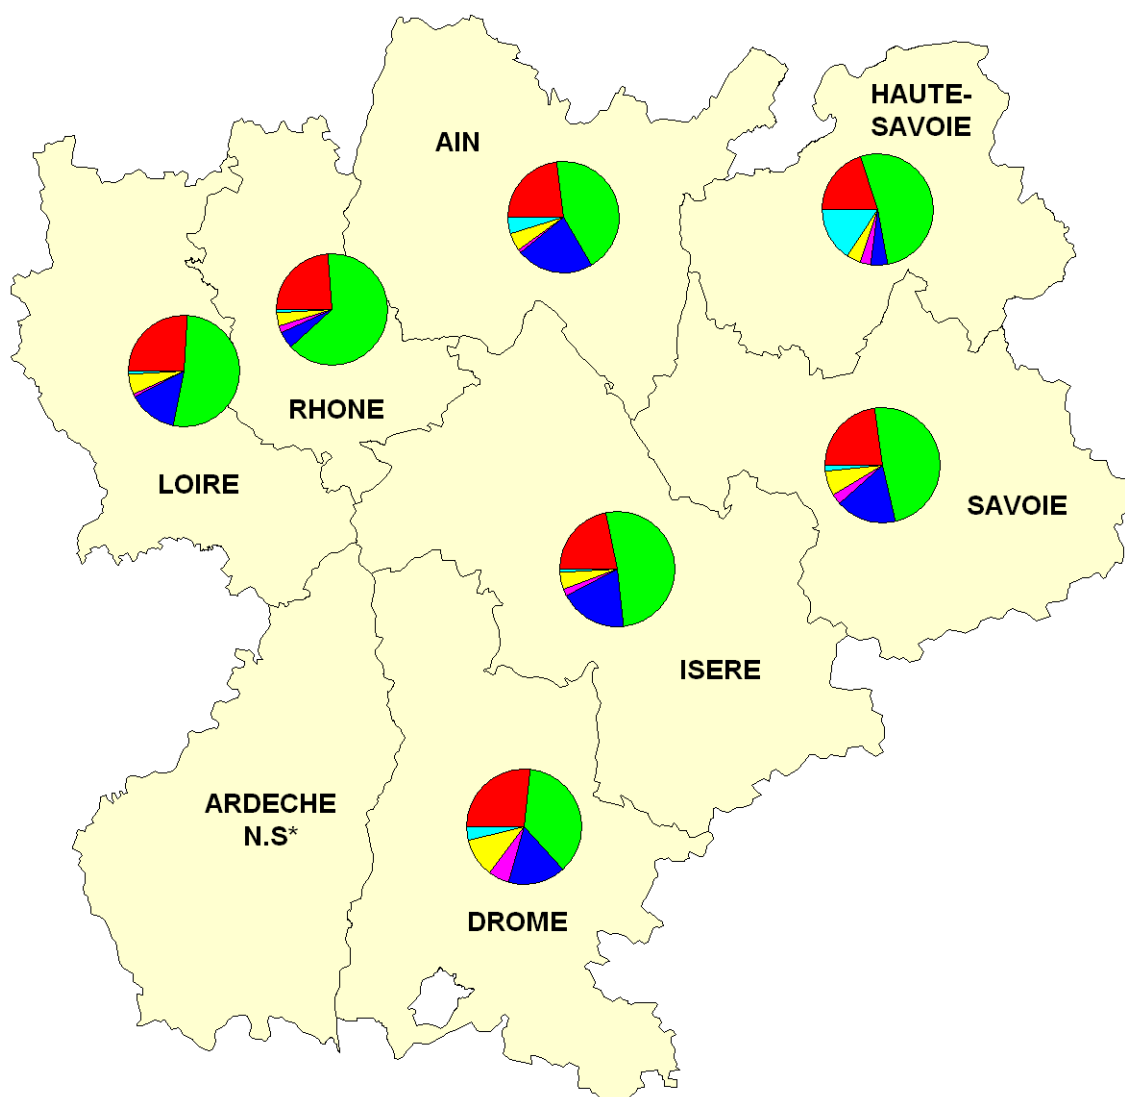 HAUTE-
SAVOIE
AIN
RHONE
LOIRE
SAVOIE
ISERE
ARDECHE
N.S*
DROME